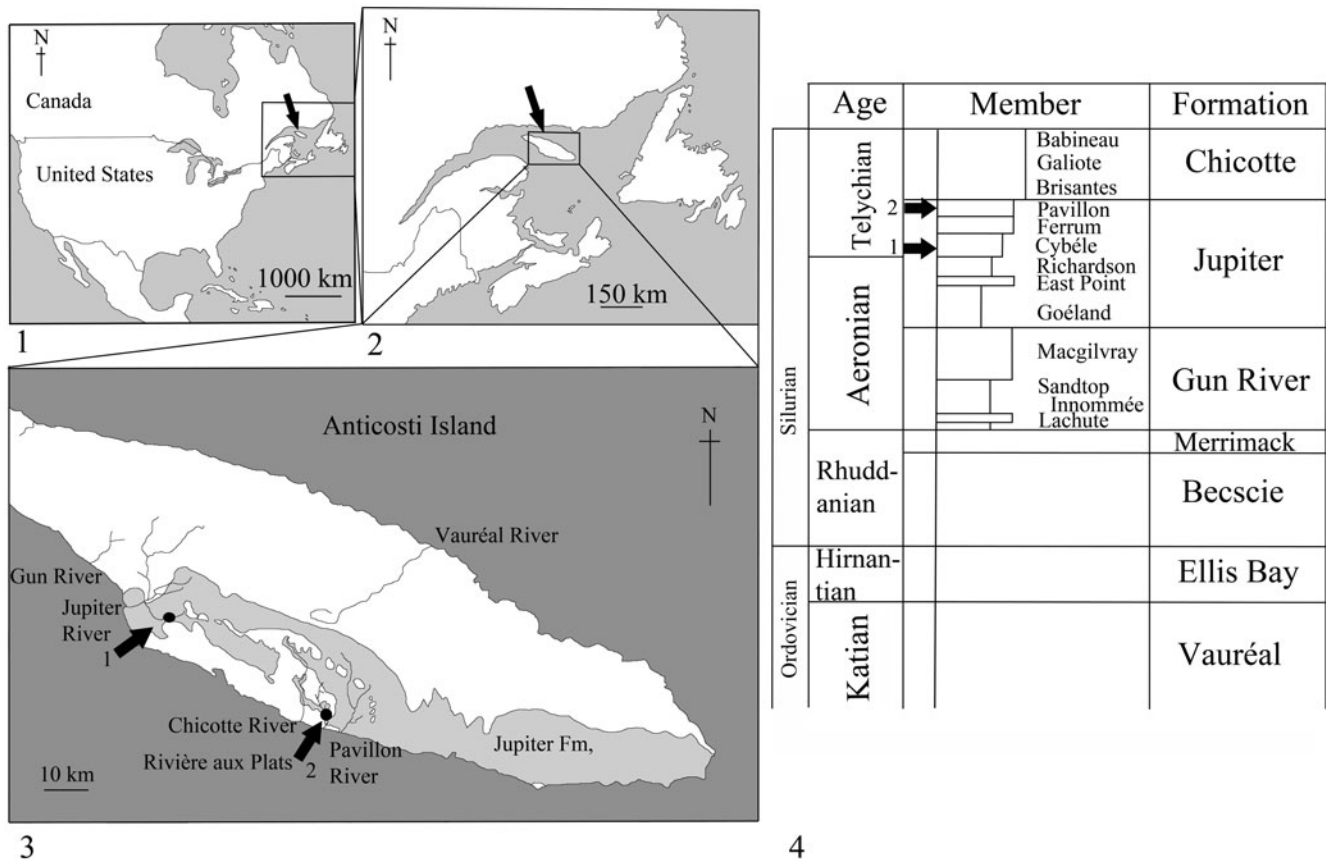 N
Canada
United States
1000 km
1
N
150 km
2
Anticosti Island
N
Vauréal River
Gun River
Jupiter
River
1
Chicotte River
Rivière aux Plats
2
Pavillon
River
Jupiter Fm,
10 km
3
Age
Member
Formation
Silurian
Ordovician
Telychian
Aeronian
Rhudd-
anian
Hirnan-
tian
Katian
2
1
Babineau
Galiote
Brisantes
Pavillon
Ferrum
Cybéle
Richardson
East Point
Goéland
Macgilvray
Sandtop
Innommée
Lachute
Chicotte
Jupiter
Gun River
Merrimack
Becscie
Ellis Bay
Vauréal
4